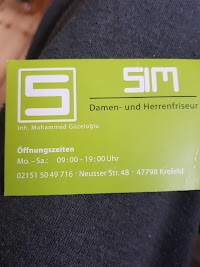 S
SIM
Damen- und Herrenfriseur
Inh. Mohammed Güzeloğlu
Öffnungszeiten
Mo. - Sa.: 09:00 - 19:00 Uhr
02151 50 49 716 · Neusser Str. 48 · 47798 Krefeld